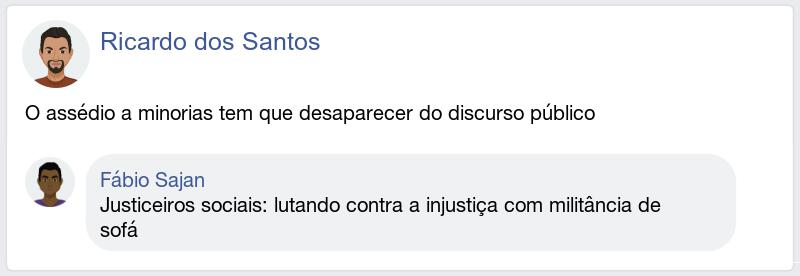 Ricardo dos Santos
O assédio a minorias tem que desaparecer do discurso público
Fábio Sajan
Justiceiros sociais: lutando contra a injustiça com militância de
sofá